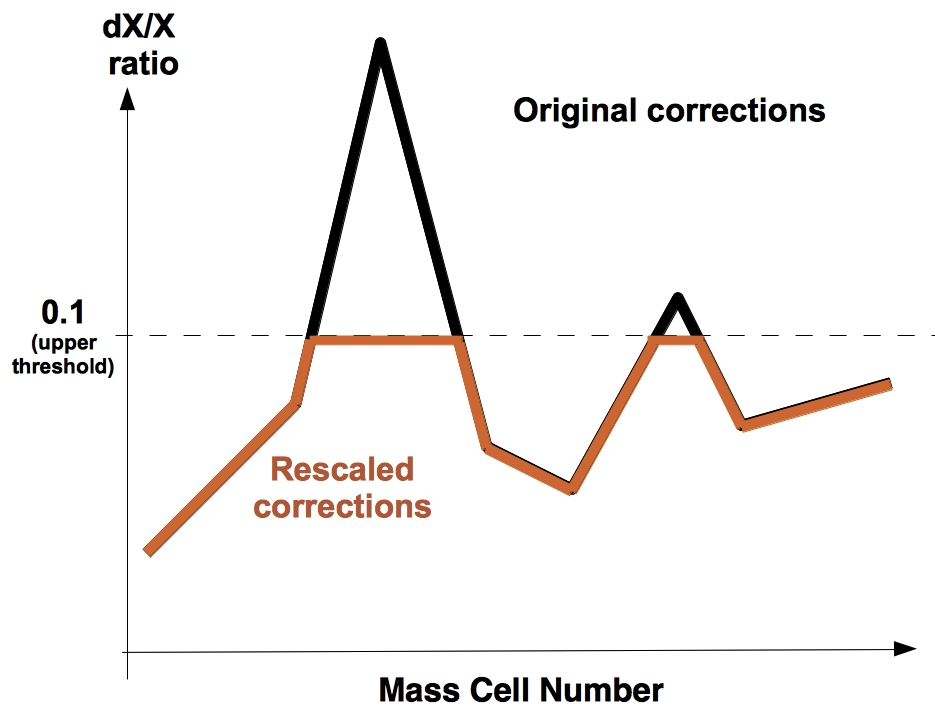 dX/X
ratio
Original corrections
0.1
(upper
threshold)
Rescaled
corrections
Mass Cell Number